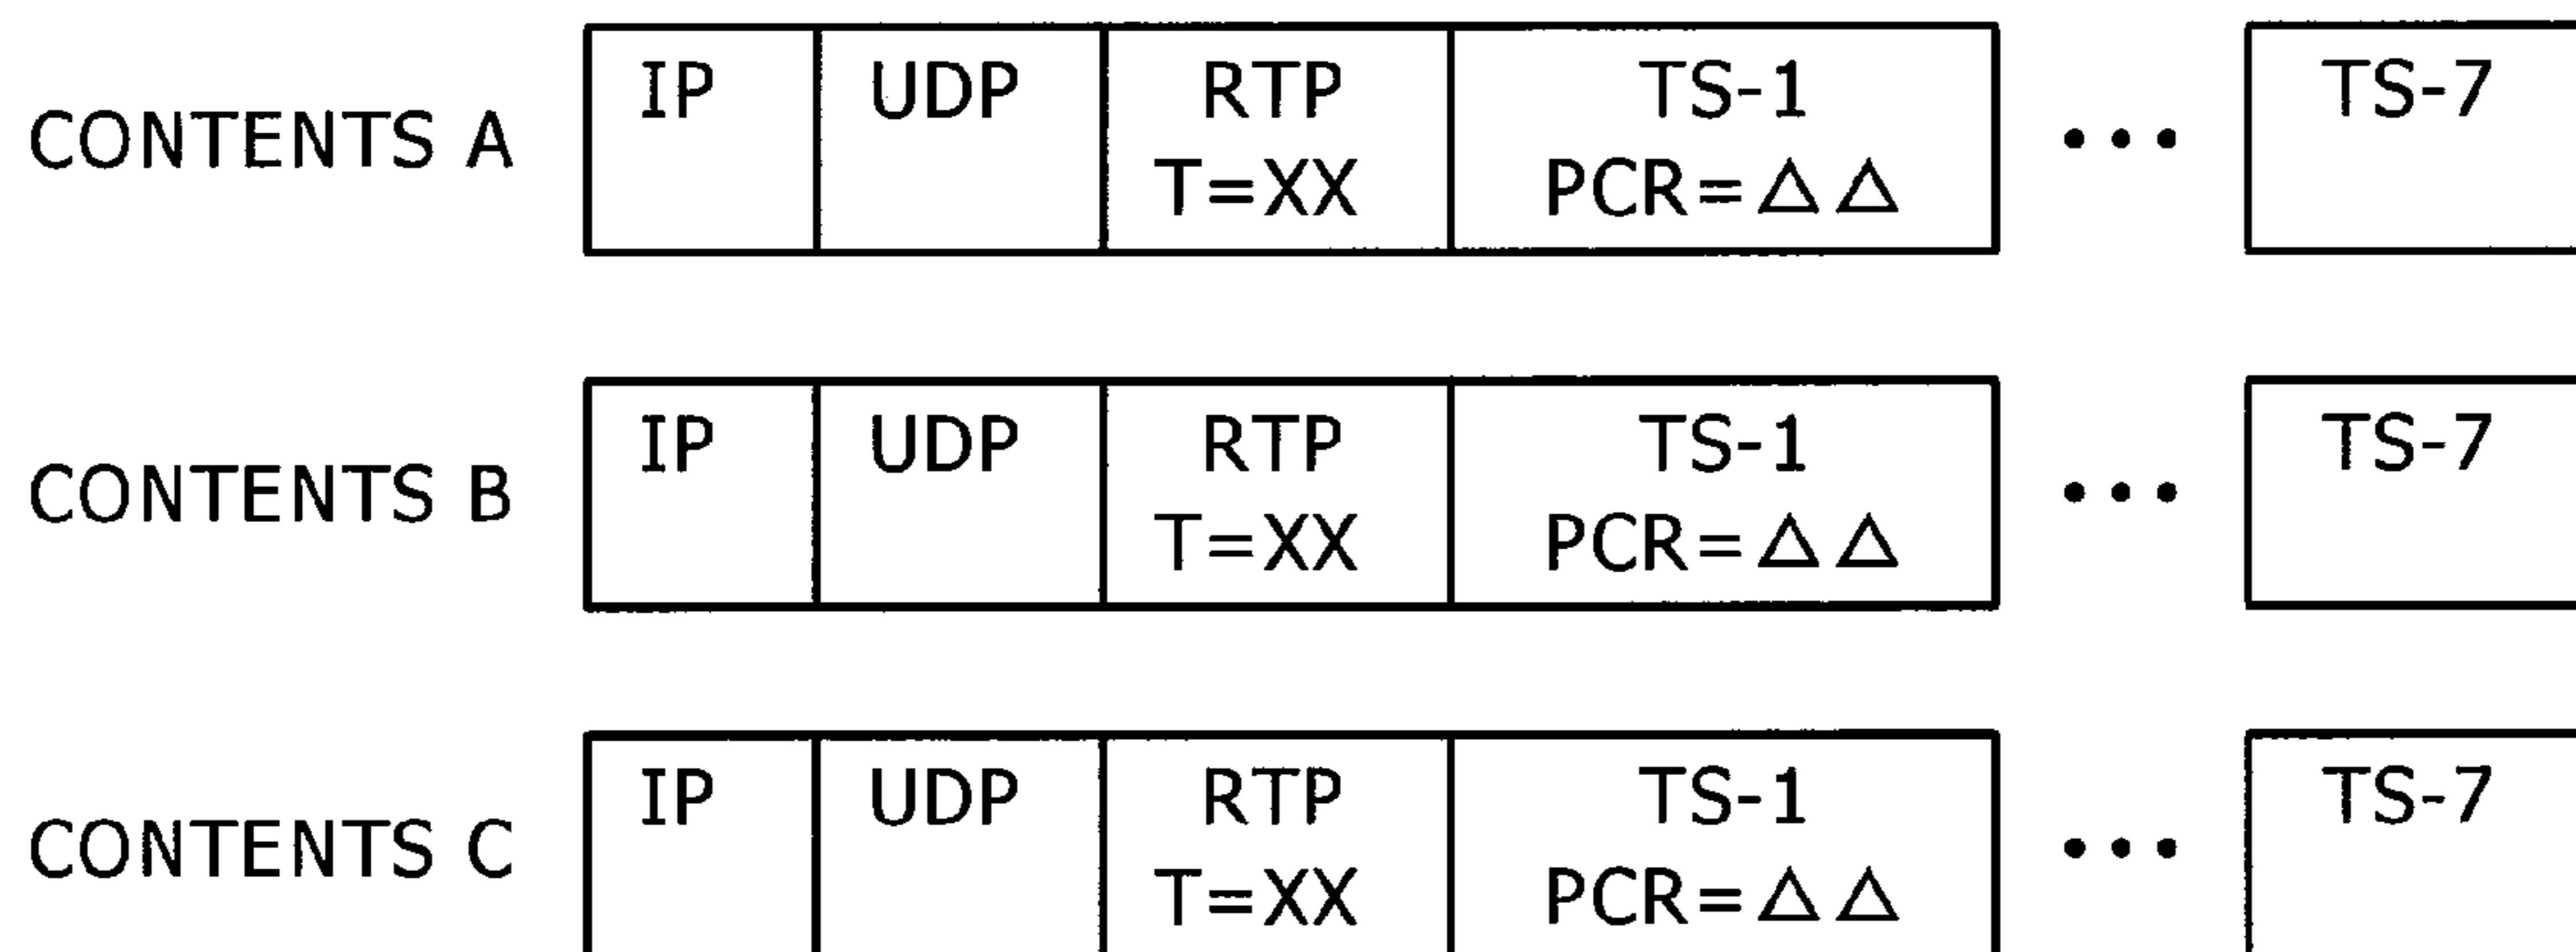 CONTENTS A
IP UDP RTP TS-1 ••• TS-7
T=XX PCR=△△
CONTENTS B
IP UDP RTP TS-1 ••• TS-7
T=XX PCR=△△
CONTENTS C
IP UDP RTP TS-1 ••• TS-7
T=XX PCR=△△